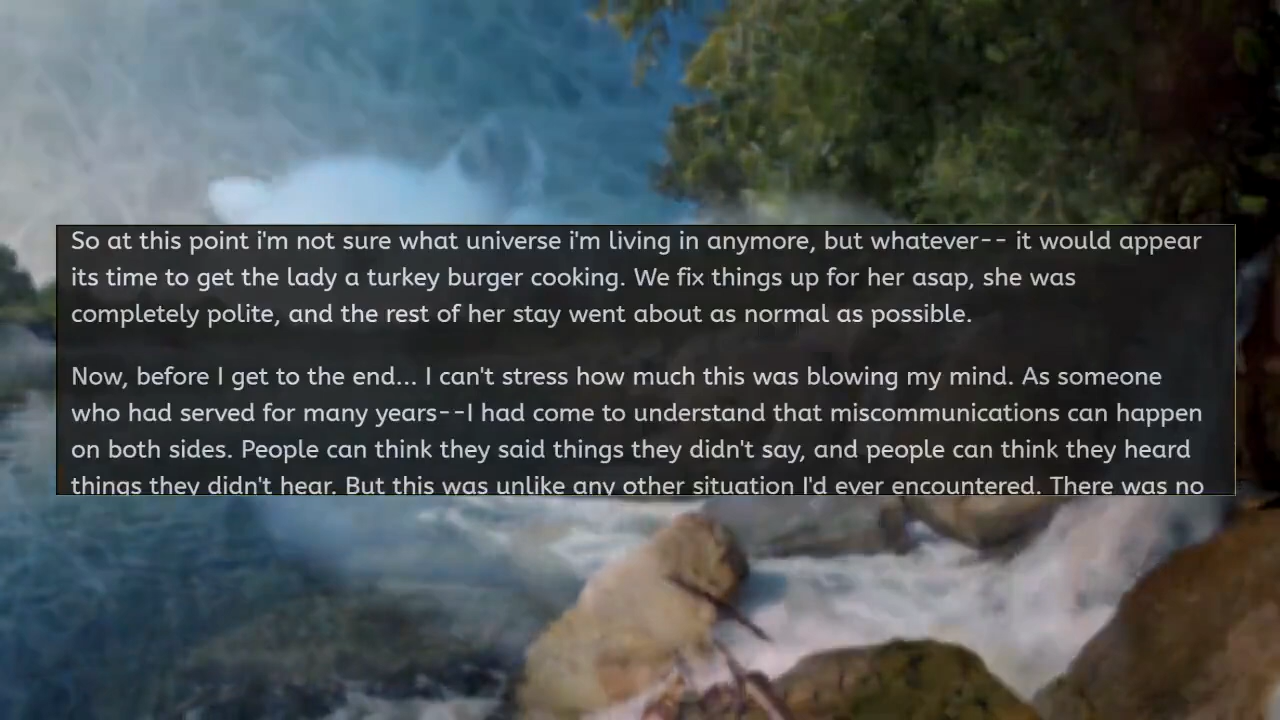 So at this point i'm not sure what universe i'm living in anymore, but whatever-- it would appear
its time to get the lady a turkey burger cooking. We fix things up for her asap, she was
completely polite, and the rest of her stay went about as normal as possible.
Now, before I get to the end... I can't stress how much this was blowing my mind. As someone
who had served for many years--I had come to understand that miscommunications can happen
on both sides. People can think they said things they didn't say, and people can think they heard
things they didn't hear. But this was unlike any other situation I'd ever encountered. There was no